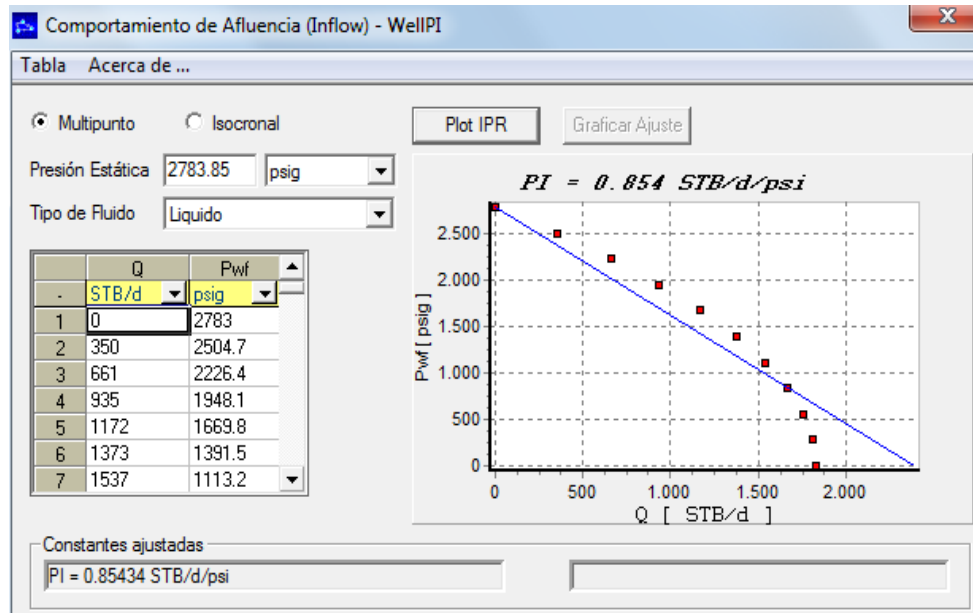 Comportamiento de Afluencia (Inflow) - WellPI
Tabla Acerca de ...
Multipunto Isocronal Plot IPR Graficar Ajuste
Presión Estática 2783.85 psig
Tipo de Fluido Liquido
Q Pwf
- STB/d psig
1 0 2783
2 350 2504.7
3 661 2226.4
4 935 1948.1
5 1172 1669.8
6 1373 1391.5
7 1537 1113.2
PI = 0.854 STB/d/psi
Pwf [ psig ]
2.500
2.000
1.500
1.000
500
0
0 500 1.000 1.500 2.000
Q [ STB/d ]
Constantes ajustadas
PI = 0.85434 STB/d/psi